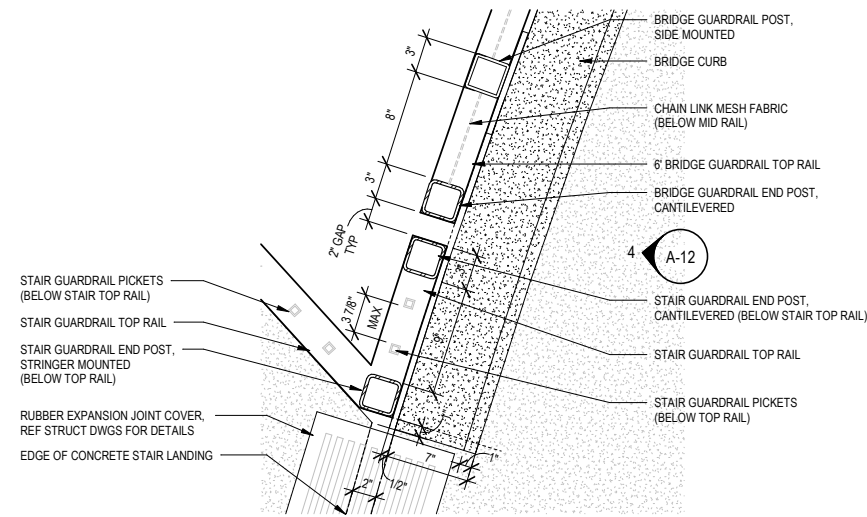 BRIDGE GUARDRAIL POST,
SIDE MOUNTED
BRIDGE CURB
CHAIN LINK MESH FABRIC
(BELOW MID RAIL)
6' BRIDGE GUARDRAIL TOP RAIL
BRIDGE GUARDRAIL END POST,
CANTILEVERED
4
A-12
STAIR GUARDRAIL END POST,
CANTILEVERED (BELOW STAIR TOP RAIL)
STAIR GUARDRAIL TOP RAIL
STAIR GUARDRAIL PICKETS
(BELOW TOP RAIL)
3"
8"
3"
2" GAP
TYP
3 7/8"
MAX
3"
STAIR GUARDRAIL PICKETS
(BELOW STAIR TOP RAIL)
STAIR GUARDRAIL TOP RAIL
STAIR GUARDRAIL END POST,
STRINGER MOUNTED
(BELOW TOP RAIL)
RUBBER EXPANSION JOINT COVER,
REF STRUCT DWGS FOR DETAILS
EDGE OF CONCRETE STAIR LANDING
7"
1"
2"
1/2"